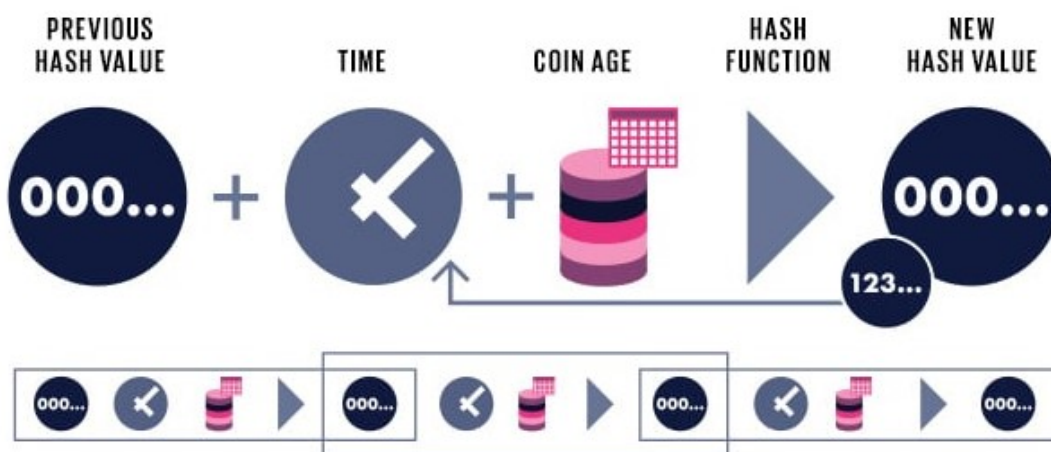 PREVIOUS
HASH VALUE
TIME
COIN AGE
HASH
FUNCTION
NEW
HASH VALUE
000...
+
+
000...
123...
000...
000...
000...
000...